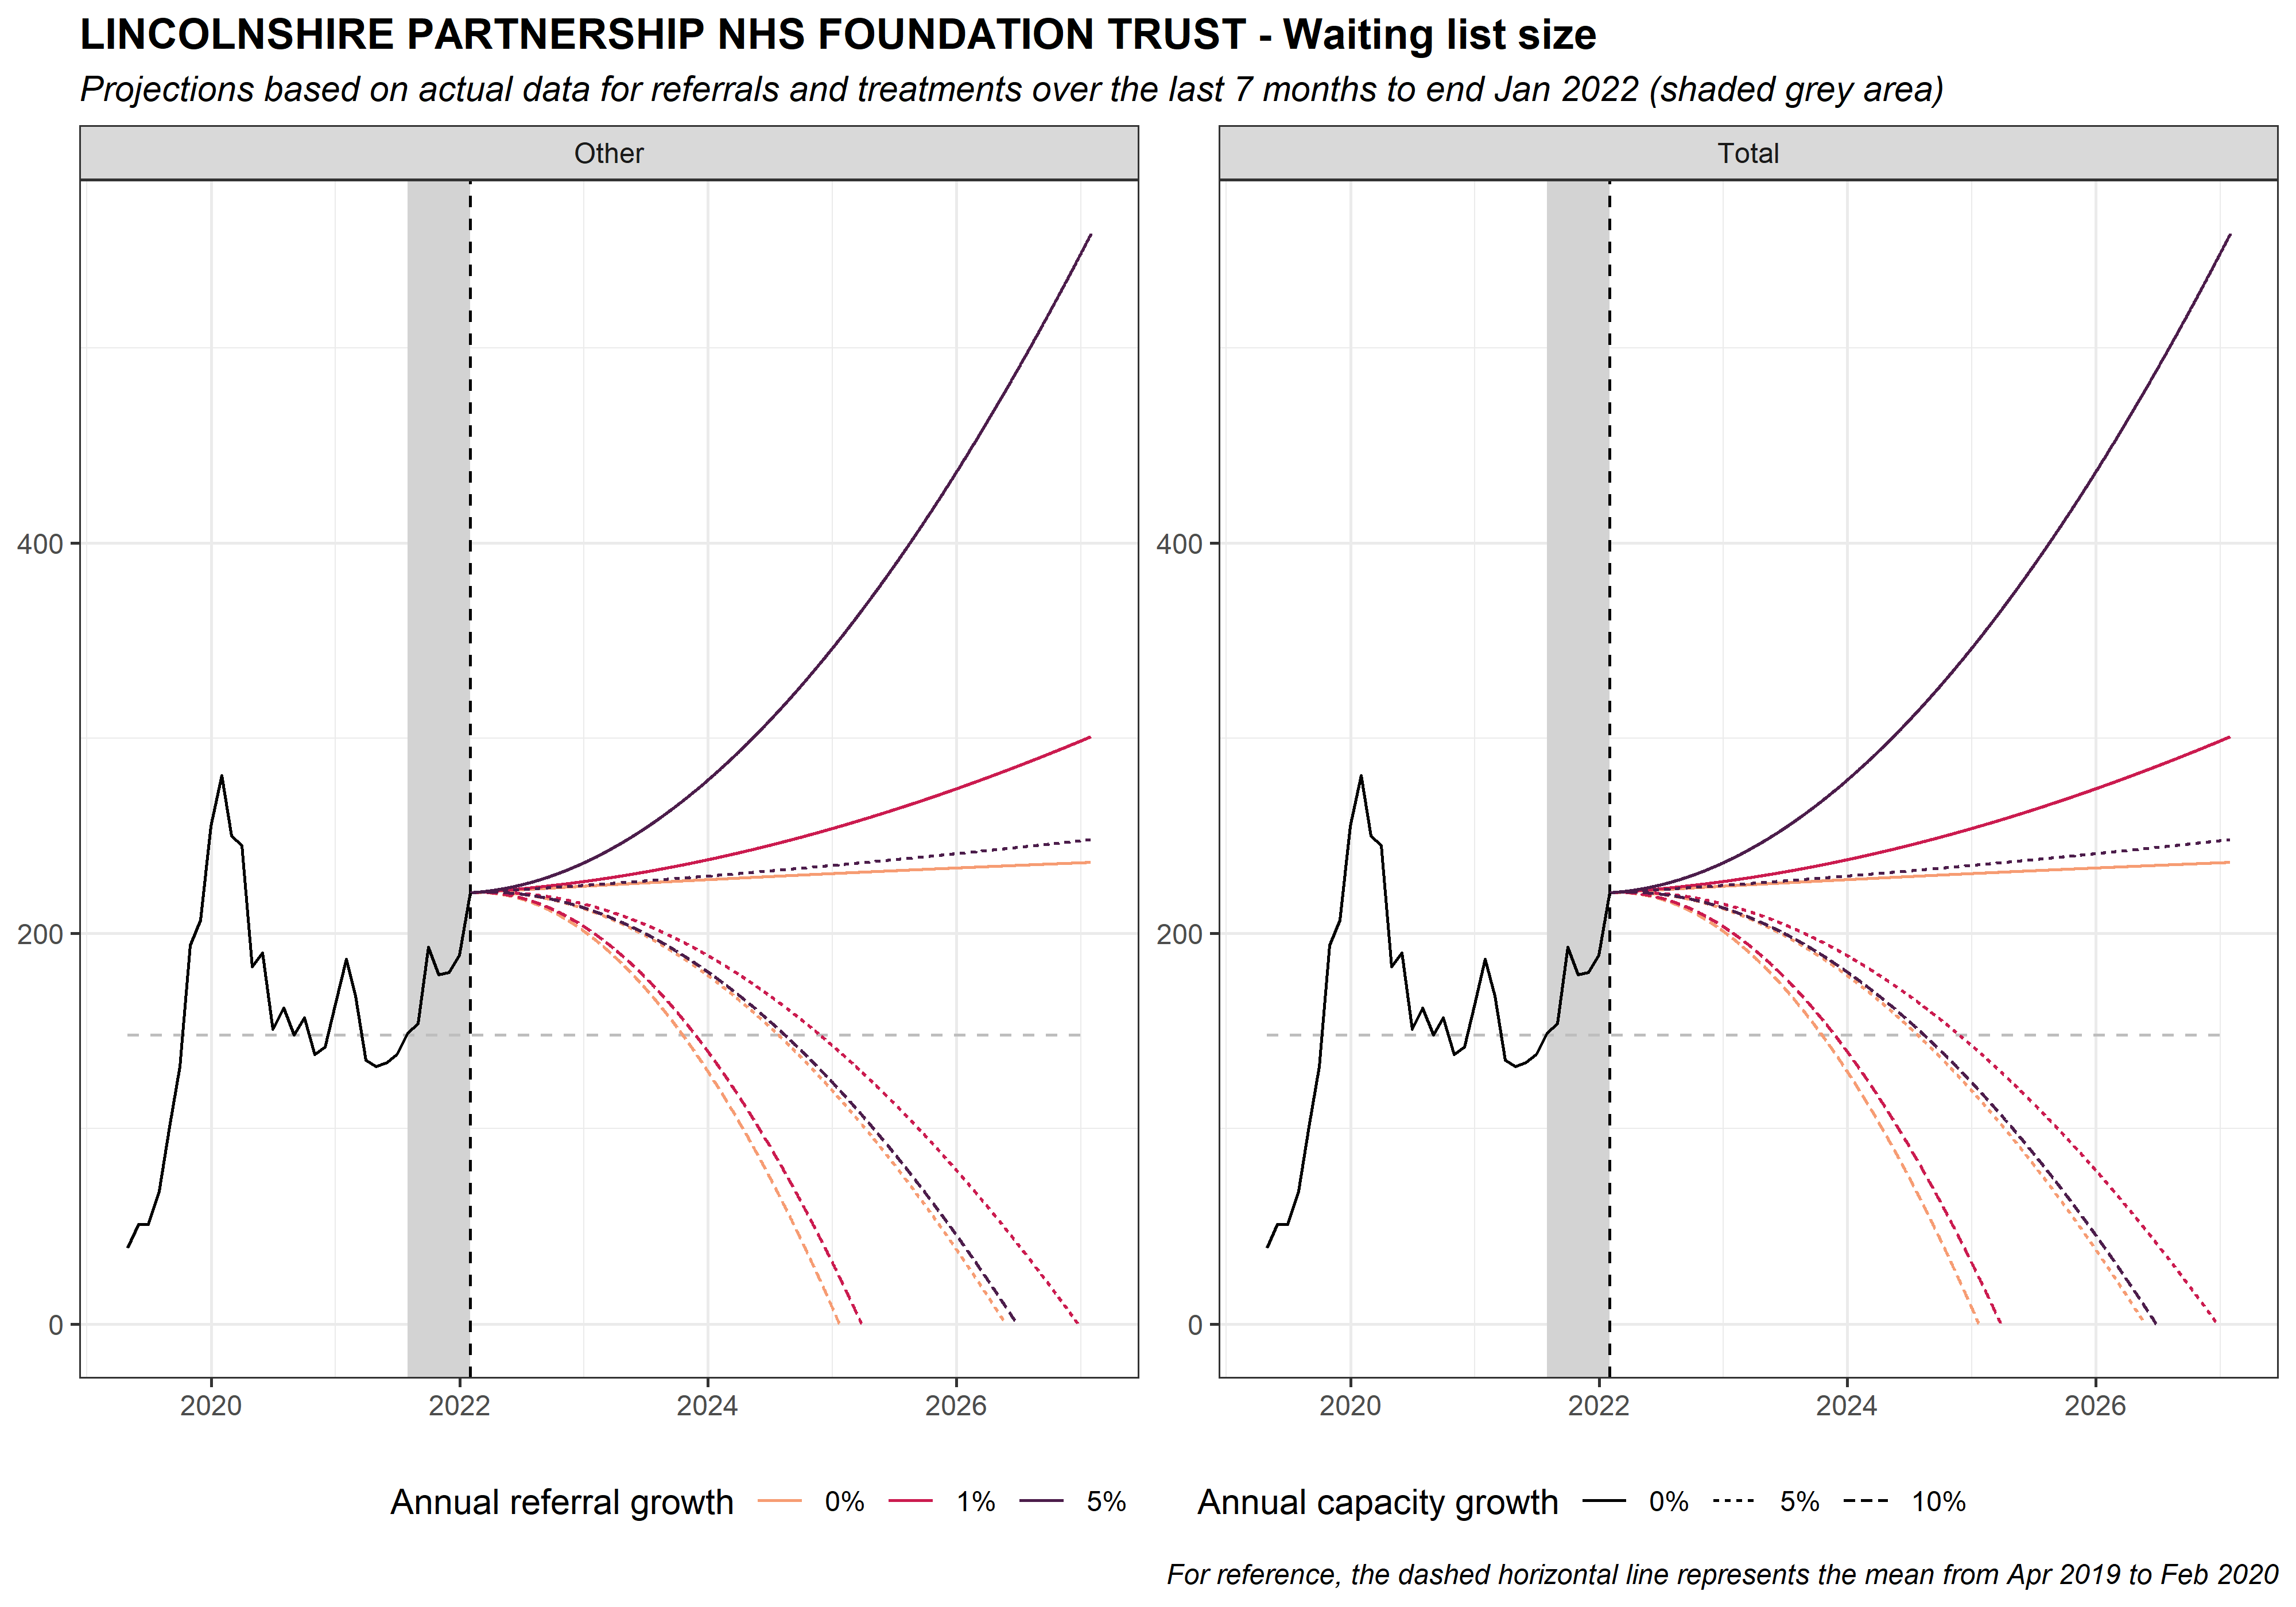 LINCOLNSHIRE PARTNERSHIP NHS FOUNDATION TRUST - Waiting list size
Projections based on actual data for referrals and treatments over the last 7 months to end Jan 2022 (shaded grey area)
Other
Total
400
200
0
400
200
0
2020 2022 2024 2026
2020 2022 2024 2026
Annual referral growth 0% 1% 5%
Annual capacity growth 0% 5% 10%
For reference, the dashed horizontal line represents the mean from Apr 2019 to Feb 2020